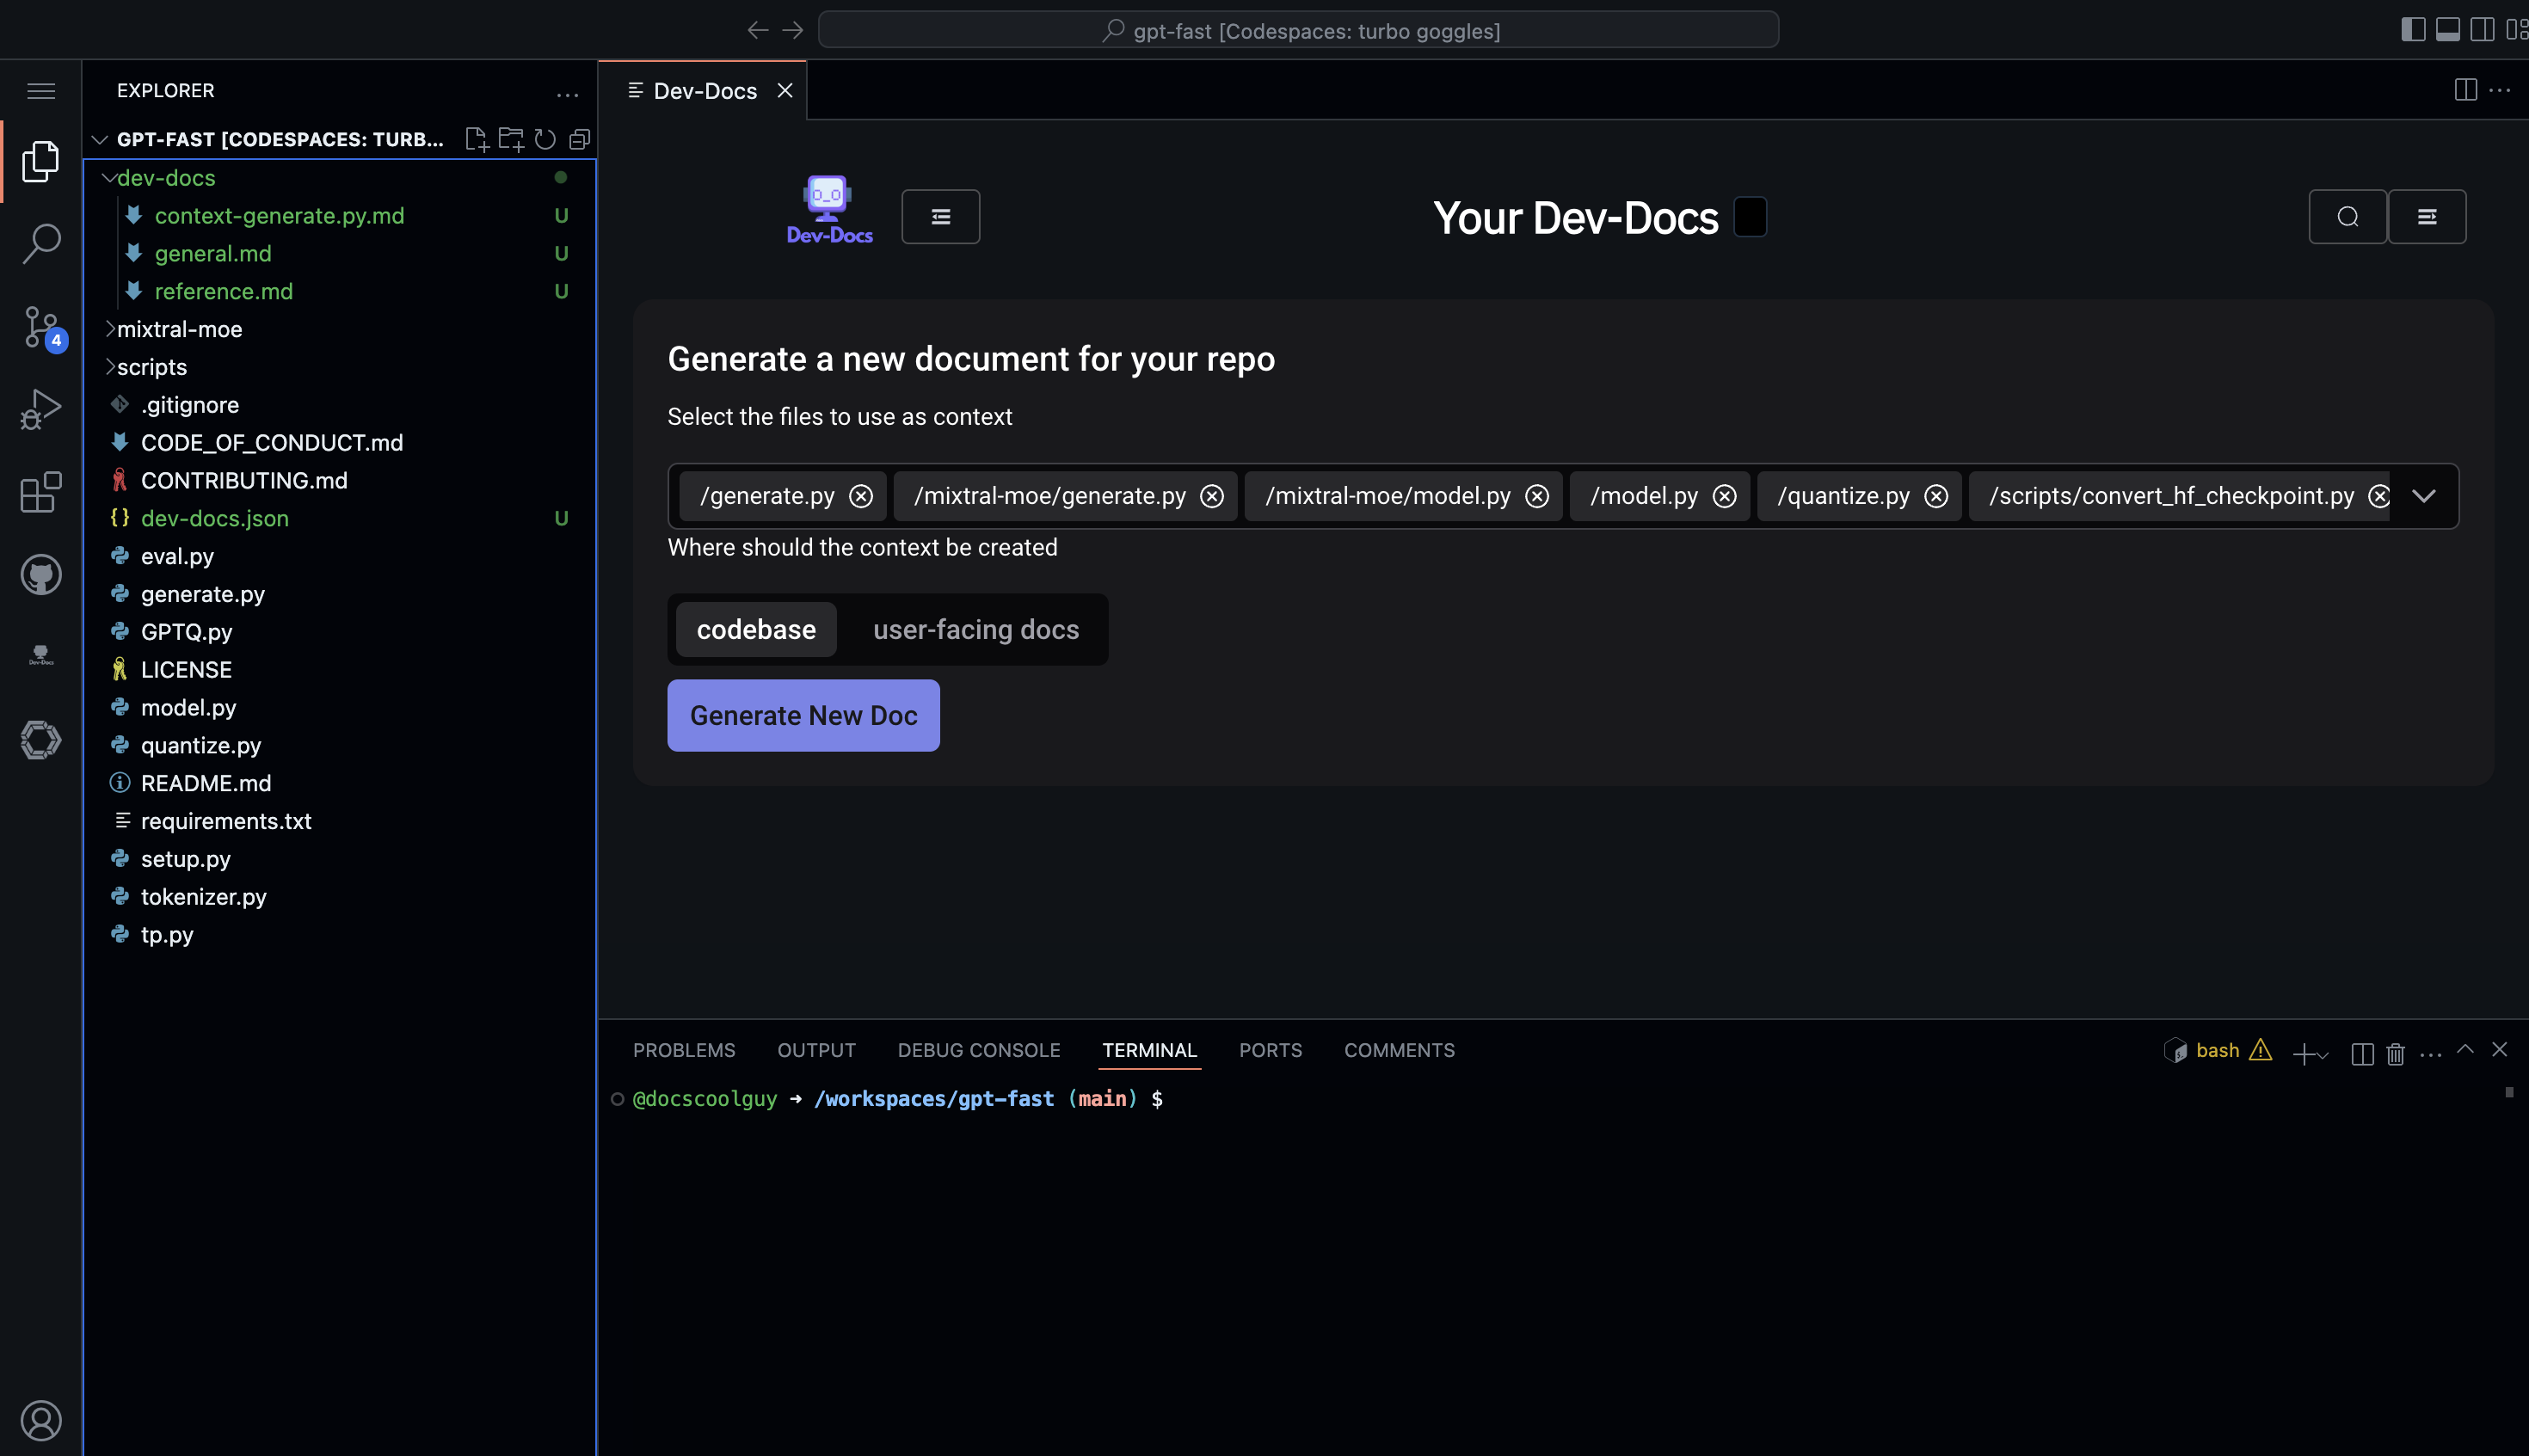 gpt-fast [Codespaces: turbo goggles]
EXPLORER
GPT-FAST [CODESPACES: TURB...
dev-docs
context-generate.py.md U
general.md U
reference.md U
mixtral-moe
scripts
.gitignore
CODE_OF_CONDUCT.md
CONTRIBUTING.md
dev-docs.json U
eval.py
generate.py
GPTQ.py
LICENSE
model.py
quantize.py
README.md
requirements.txt
setup.py
tokenizer.py
tp.py
4
Dev-Docs
Dev-Docs
Dev-Docs
Your Dev-Docs
Generate a new document for your repo
Select the files to use as context
/generate.py /mixtral-moe/generate.py /mixtral-moe/model.py /model.py /quantize.py /scripts/convert_hf_checkpoint.py
Where should the context be created
codebase user-facing docs
Generate New Doc
PROBLEMS OUTPUT DEBUG CONSOLE TERMINAL PORTS COMMENTS
bash
@docscoolguy ➜ /workspaces/gpt-fast (main) $